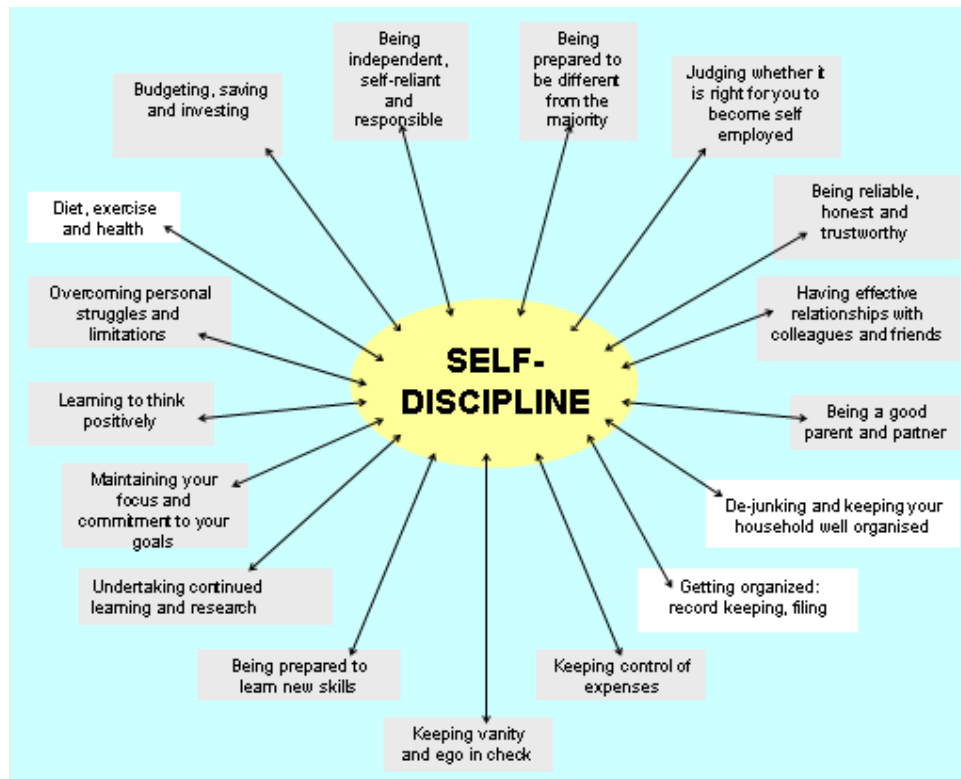 Being
independent,
self-reliant
and
responsible
Being
prepared to
be different
from the
majority
Judging whether it
is right for you to
become self
employed
Budgeting, saving
and investing
Being reliable,
honest and
trustworthy
Diet, exercise
and health
Overcoming personal
struggles and
limitations
Having effective
relationships with
colleagues and friends
SELF-
DISCIPLINE
Learning to think
positively
Being a good
parent and partner
Maintaining your
focus and
commitment to your
goals
De-junking and keeping your
household well organised
Undertaking continued
learning and research
Getting organized:
record keeping, filing
Being prepared to
learn new skills
Keeping control of
expenses
Keeping vanity
and ego in check